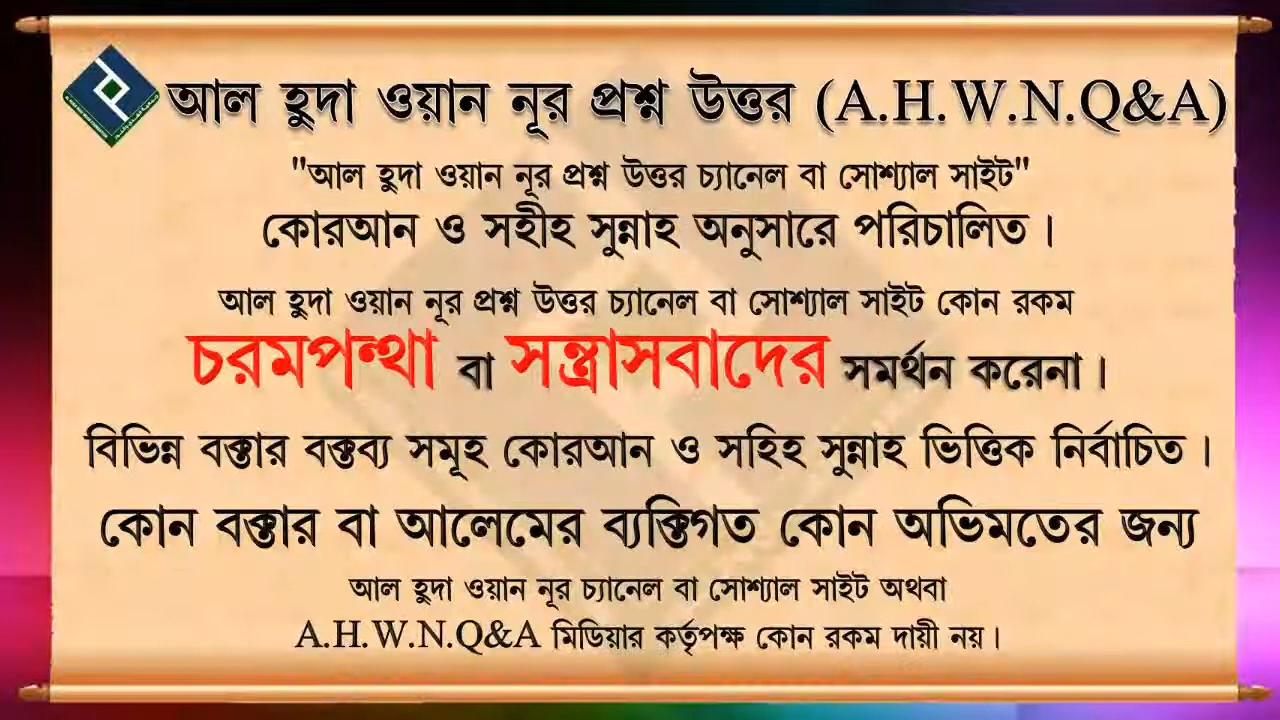 আল হুদা ওয়ান নূর প্রশ্ন উত্তর (A.H.W.N.Q&A)
"আল হুদা ওয়ান নূর প্রশ্ন উত্তর চ্যানেল বা সোশ্যাল সাইট"
কোরআন ও সহীহ সুন্নাহ অনুসারে পরিচালিত।
আল হুদা ওয়ান নূর প্রশ্ন উত্তর চ্যানেল বা সোশ্যাল সাইট কোন রকম
চরমপন্থা বা সন্ত্রাসবাদের সমর্থন করেনা।
বিভিন্ন বক্তার বক্তব্য সমূহ কোরআন ও সহিহ সুন্নাহ ভিত্তিক নির্বাচিত।
কোন বক্তার বা আলেমের ব্যক্তিগত কোন অভিমতের জন্য
আল হুদা ওয়ান নূর চ্যানেল বা সোশ্যাল সাইট অথবা
A.H.W.N.Q&A মিডিয়ার কর্তৃপক্ষ কোন রকম দায়ী নয়।